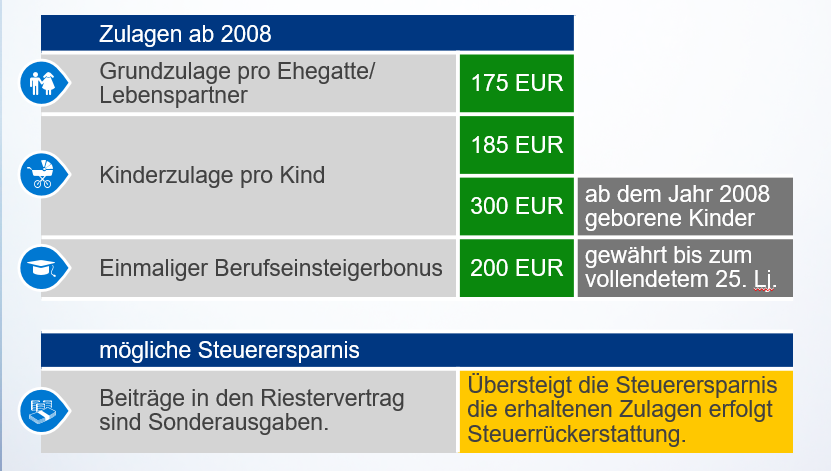 Zulagen ab 2008
Grundzulage pro Ehegatte/
Lebenspartner
175 EUR
Kinderzulage pro Kind
185 EUR
300 EUR
ab dem Jahr 2008
geborene Kinder
Einmaliger Berufseinsteigerbonus
200 EUR
gewährt bis zum
vollendetem 25. Lj.
mögliche Steuerersparnis
Beiträge in den Riestervertrag
sind Sonderausgaben.
Übersteigt die Steuerersparnis
die erhaltenen Zulagen erfolgt
Steuerrückerstattung.